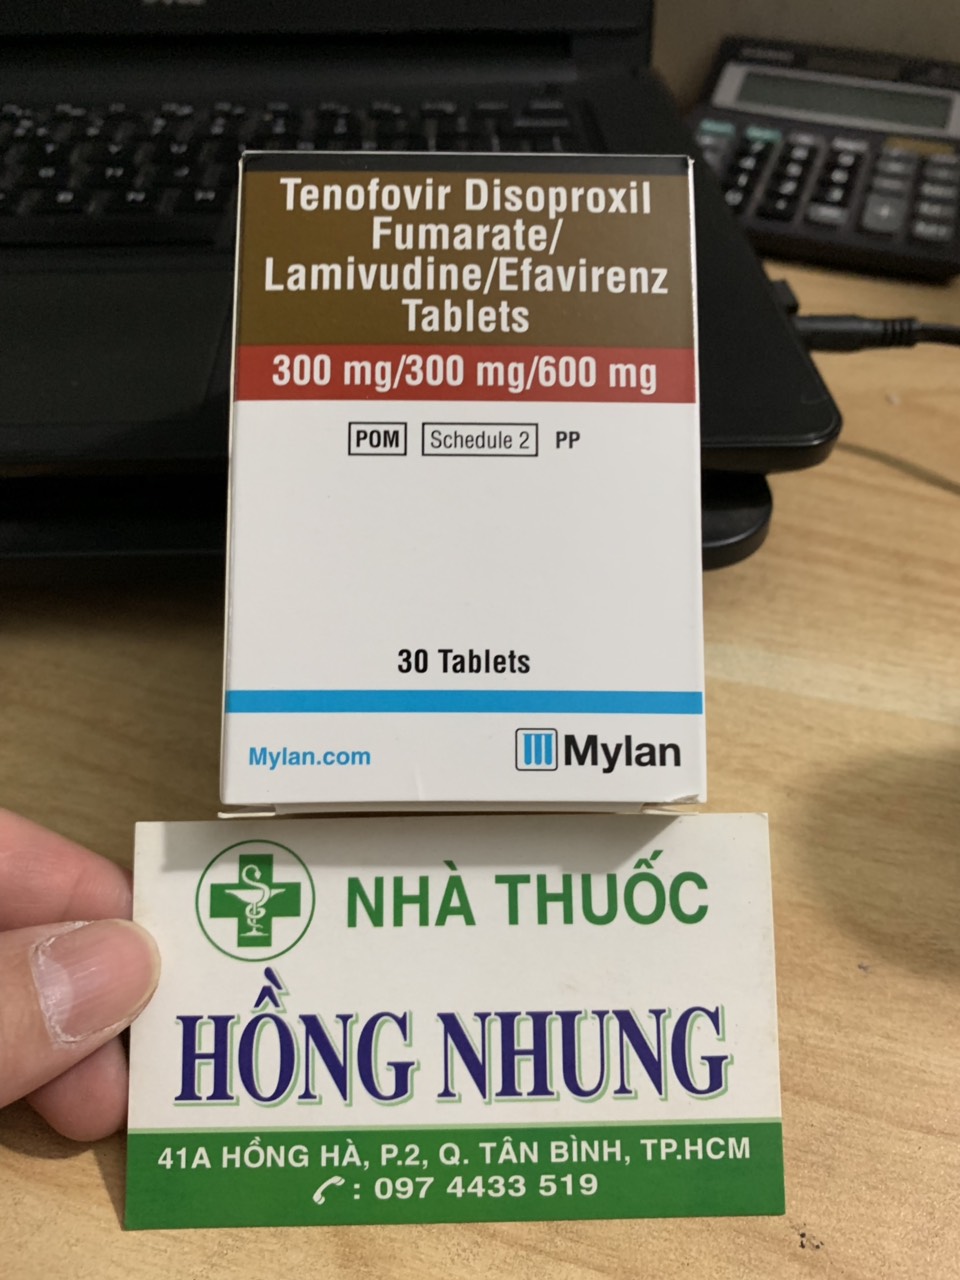 Tenofovir Disoproxil
Fumarate/
Lamivudine/Efavirenz
Tablets
300 mg/300 mg/600 mg
POM Schedule 2 PP
30 Tablets
Mylan.com Mylan
NHÀ THUỐC
HỒNG NHUNG
41A HỒNG HÀ, P.2, Q. TÂN BÌNH, TP.HCM
: 097 4433 519